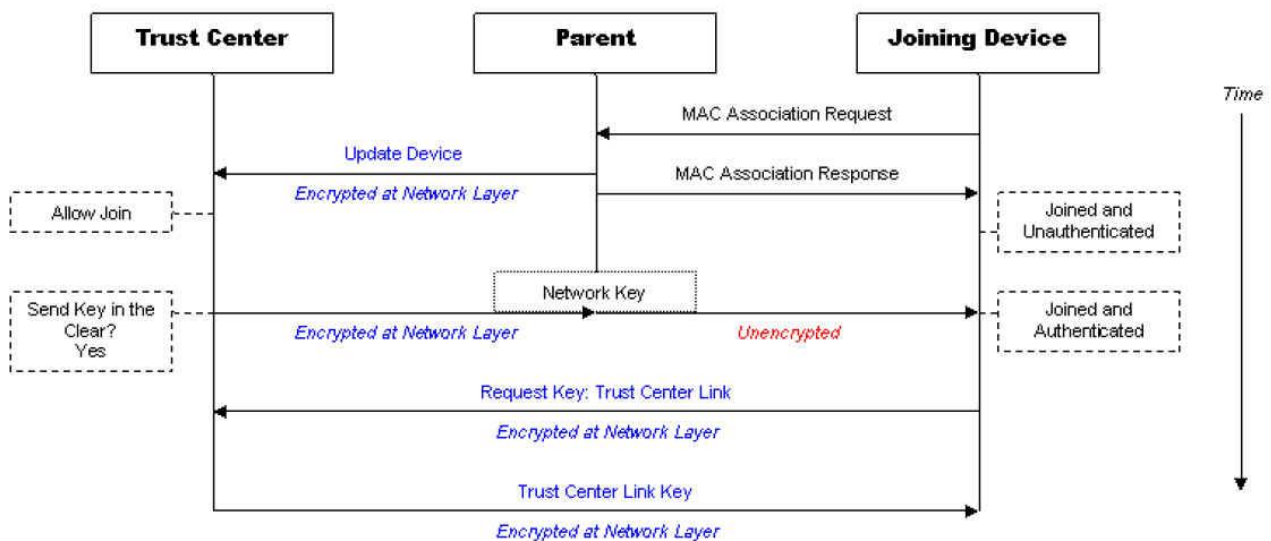 Trust Center
Parent
Joining Device
Time
MAC Association Request
Update Device
Encrypted at Network Layer
MAC Association Response
Allow Join
Joined and
Unauthenticated
Network Key
Send Key in the
Clear?
Yes
Encrypted at Network Layer
Unencrypted
Joined and
Authenticated
Request Key: Trust Center Link
Encrypted at Network Layer
Trust Center Link Key
Encrypted at Network Layer